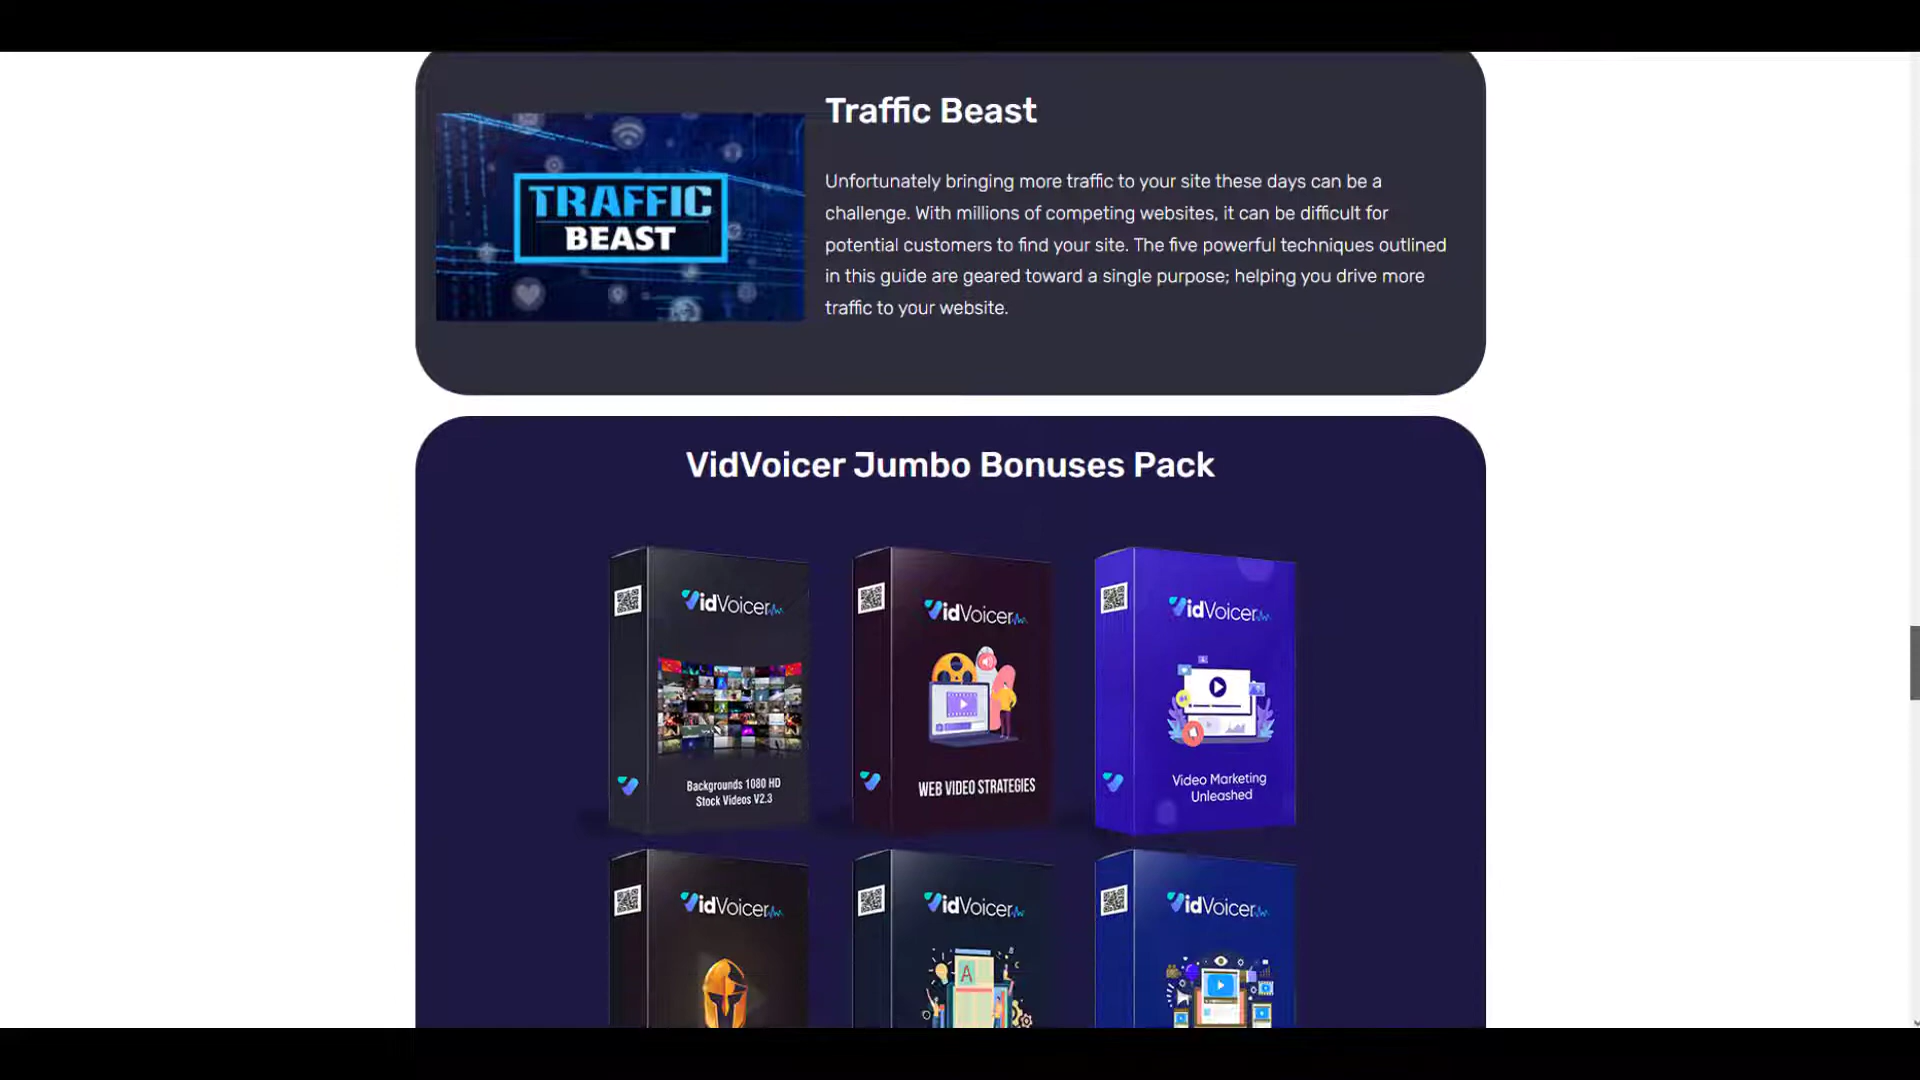 Traffic Beast
TRAFFIC
BEAST
Unfortunately bringing more traffic to your site these days can be a
challenge. With millions of competing websites, it can be difficult for
potential customers to find your site. The five powerful techniques outlined
in this guide are geared toward a single purpose; helping you drive more
traffic to your website.
VidVoicer Jumbo Bonuses Pack
VidVoicer
VidVoicer
VidVoicer
Backgrounds 1080 HD
Stock Videos V2.3
WEB VIDEO STRATEGIES
Video Marketing
Unleashed
VidVoicer
VidVoicer
VidVoicer
A